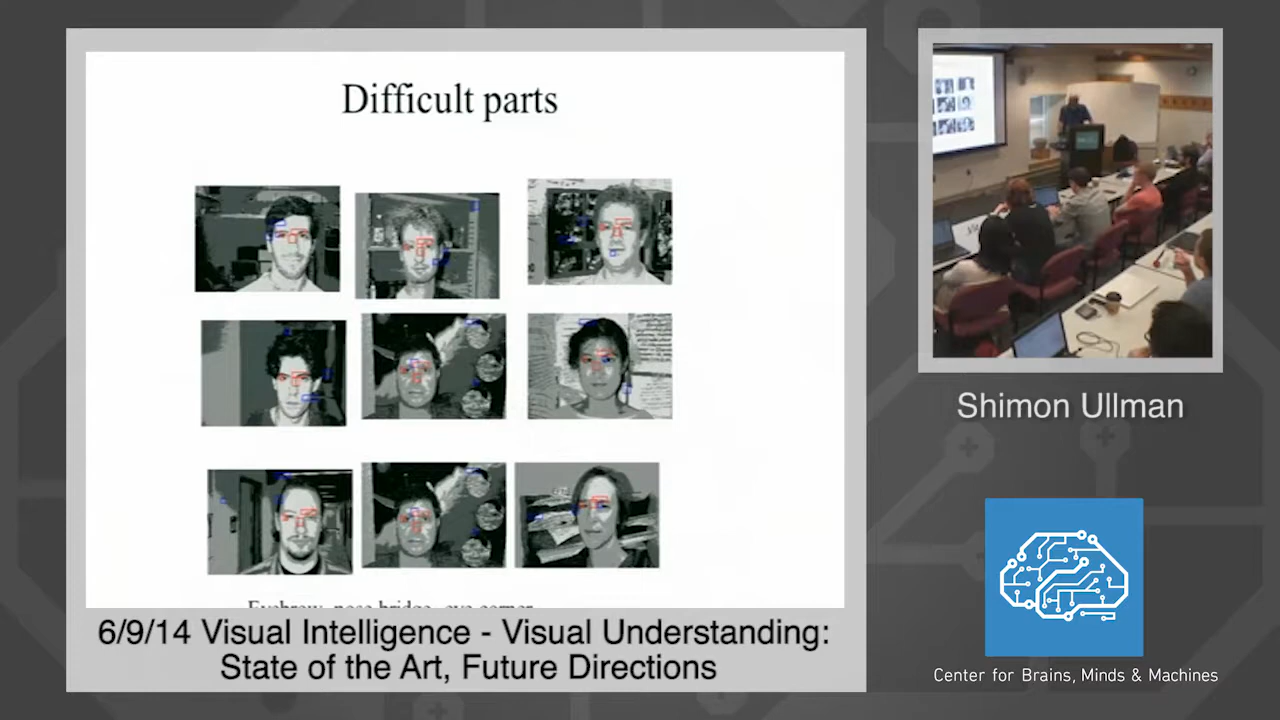 Difficult parts
Eyebrow, nose bridge, eye corner
6/9/14 Visual Intelligence - Visual Understanding:
State of the Art, Future Directions
Shimon Ullman
Center for Brains, Minds & Machines